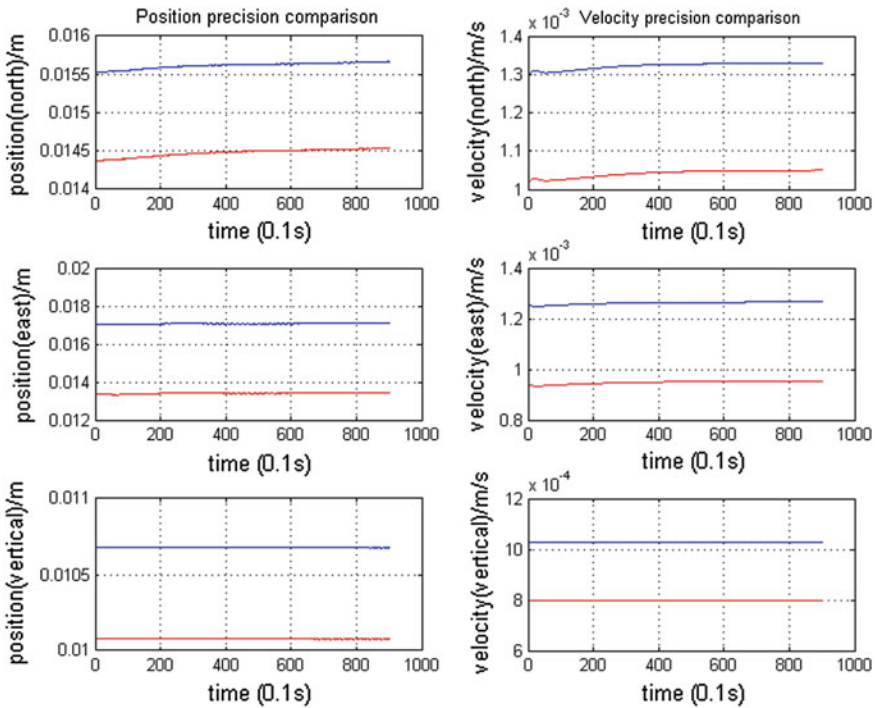 Position precision comparison
0.016
0.0155
0.015
0.0145
0.014
position(north)/m
0 200 400 600 800 1000
time (0.1s)
Velocity precision comparison
x 10⁻³
1.4
1.3
1.2
1.1
1
velocity(north)/m/s
0 200 400 600 800 1000
time (0.1s)
0.02
0.018
0.016
0.014
0.012
position(east)/m
0 200 400 600 800 1000
time (0.1s)
x 10⁻³
1.4
1.2
1
0.8
velocity(east)/m/s
0 200 400 600 800 1000
time (0.1s)
0.011
0.0105
0.01
position(vertical)/m
0 200 400 600 800 1000
time (0.1s)
x 10⁻⁴
12
10
8
6
velocity(vertical)/m/s
0 200 400 600 800 1000
time (0.1s)